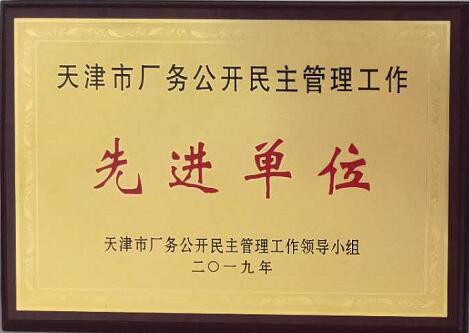 天津市厂务公开民主管理工作
先进单位
天津市厂务公开民主管理工作领导小组
二〇一九年